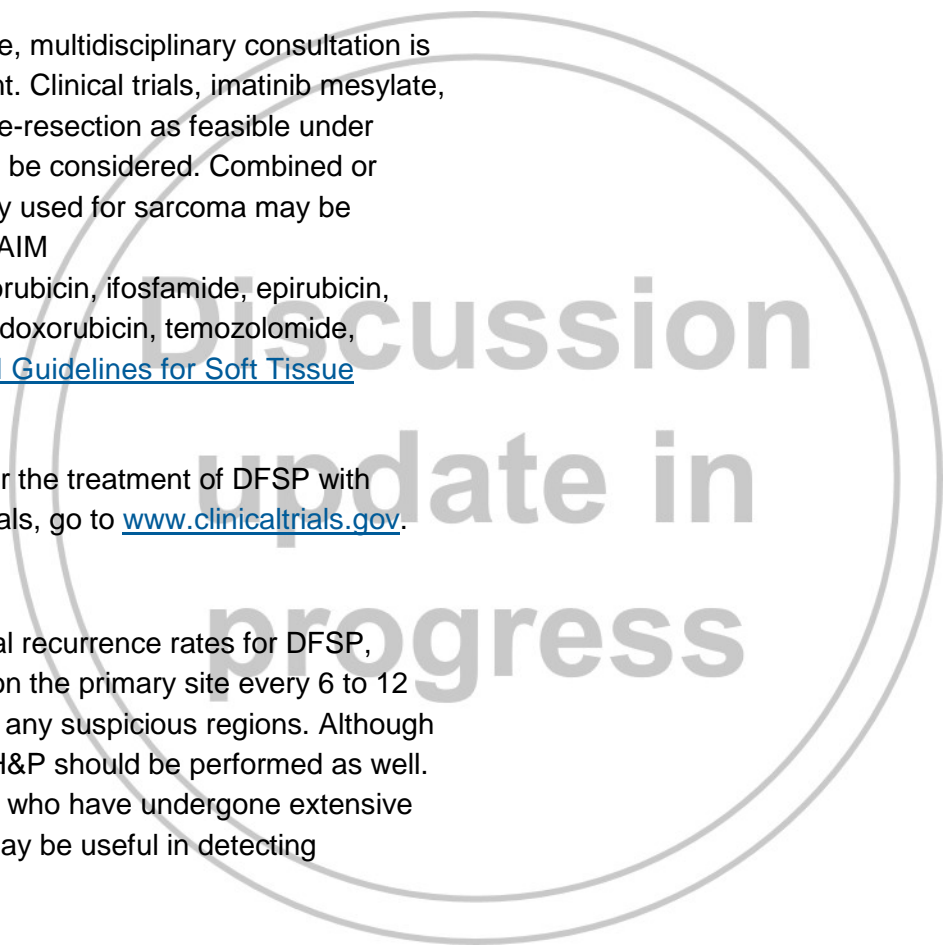 e, multidisciplinary consultation is
nt. Clinical trials, imatinib mesylate,
e-resection as feasible under
be considered. Combined or
y used for sarcoma may be
AIM
orubicin, ifosfamide, epirubicin,
doxorubicin, temozolomide,
Guidelines for Soft Tissue
r the treatment of DFSP with
als, go to www.clinicaltrials.gov.
al recurrence rates for DFSP,
on the primary site every 6 to 12
any suspicious regions. Although
H&P should be performed as well.
who have undergone extensive
ay be useful in detecting
Discussion
update in
progress